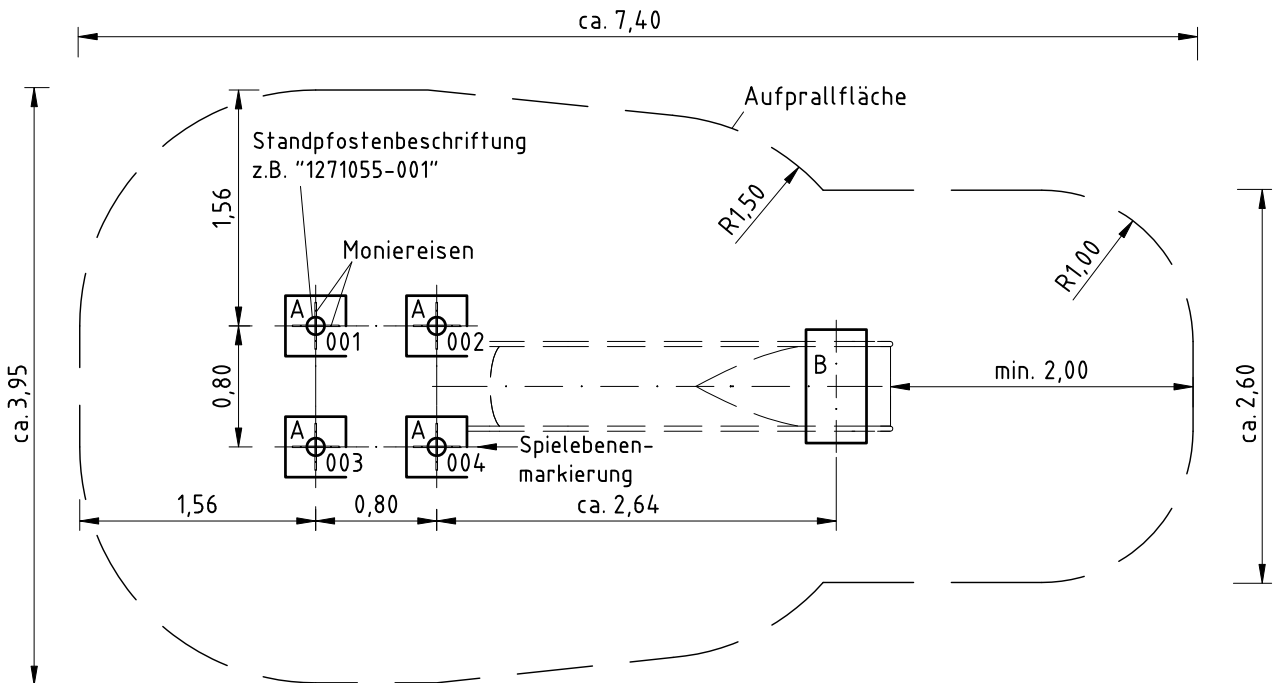 ca. 7,40
Aufprallfläche
Standpfostenbeschriftung
z.B. "1271055-001"
1,56
R1,50
R1,00
Moniereisen
A
001
A
002
B
min. 2,00
ca. 3,95
0,80
ca. 2,60
A
003
A
004
Spielebenen-
markierung
1,56
0,80
ca. 2,64